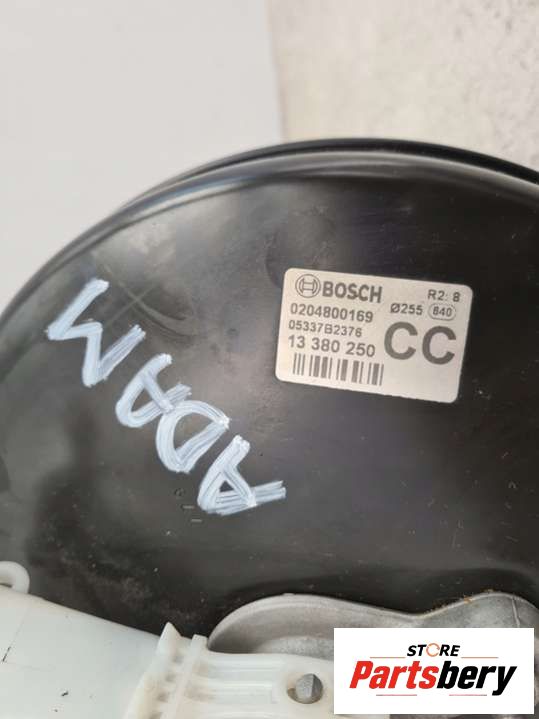 BOSCH R2: 8
0204800169 Ø255 840
05337B2376
13 380 250 CC
ADAM
STORE
Partsbery